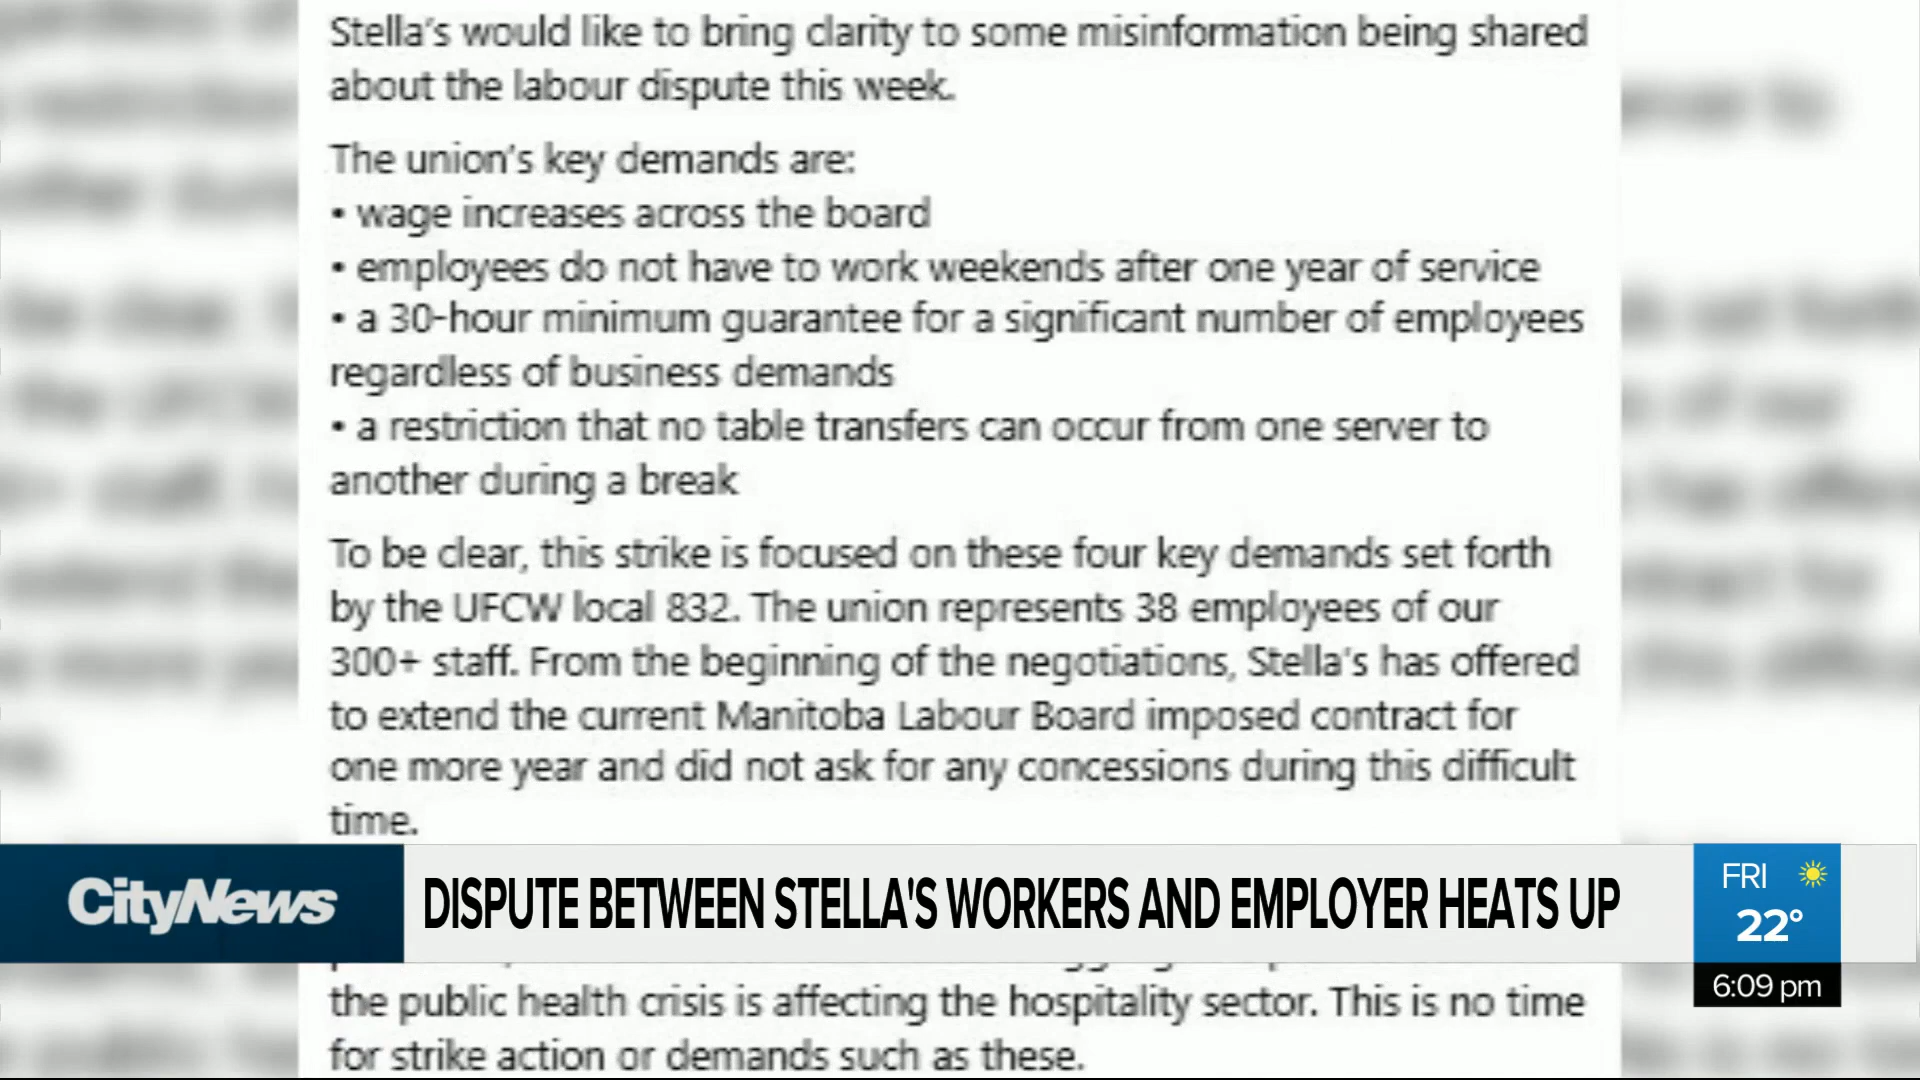 Stella's would like to bring clarity to some misinformation being shared
about the labour dispute this week.
The union's key demands are:
• wage increases across the board
• employees do not have to work weekends after one year of service
• a 30-hour minimum guarantee for a significant number of employees
regardless of business demands
• a restriction that no table transfers can occur from one server to
another during a break
To be clear, this strike is focused on these four key demands set forth
by the UFCW local 832. The union represents 38 employees of our
300+ staff. From the beginning of the negotiations, Stella's has offered
to extend the current Manitoba Labour Board imposed contract for
one more year and did not ask for any concessions during this difficult
time.
CityNews
DISPUTE BETWEEN STELLA'S WORKERS AND EMPLOYER HEATS UP
FRI
22°
6:09 pm
the public health crisis is affecting the hospitality sector. This is no time
for strike action or demands such as these.